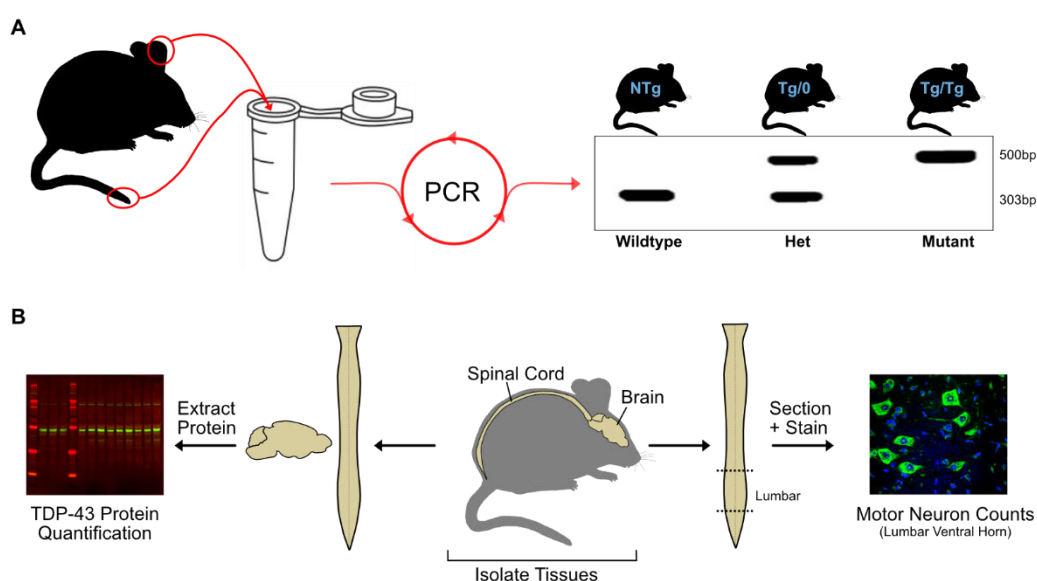 A
NTg
Tg/0
Tg/Tg
500bp
PCR
303bp
Wildtype
Het
Mutant
B
Spinal Cord
Brain
Extract
Protein
Section
+ Stain
Lumbar
TDP-43 Protein
Quantification
Motor Neuron Counts
(Lumbar Ventral Horn)
Isolate Tissues